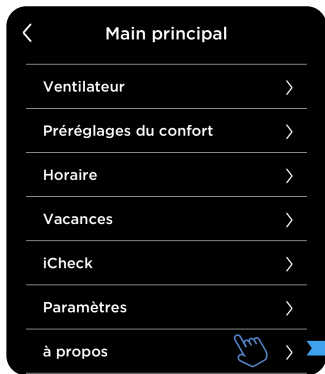 Main principal
Ventilateur
Préréglages du confort
Horaire
Vacances
iCheck
Paramètres
à propos